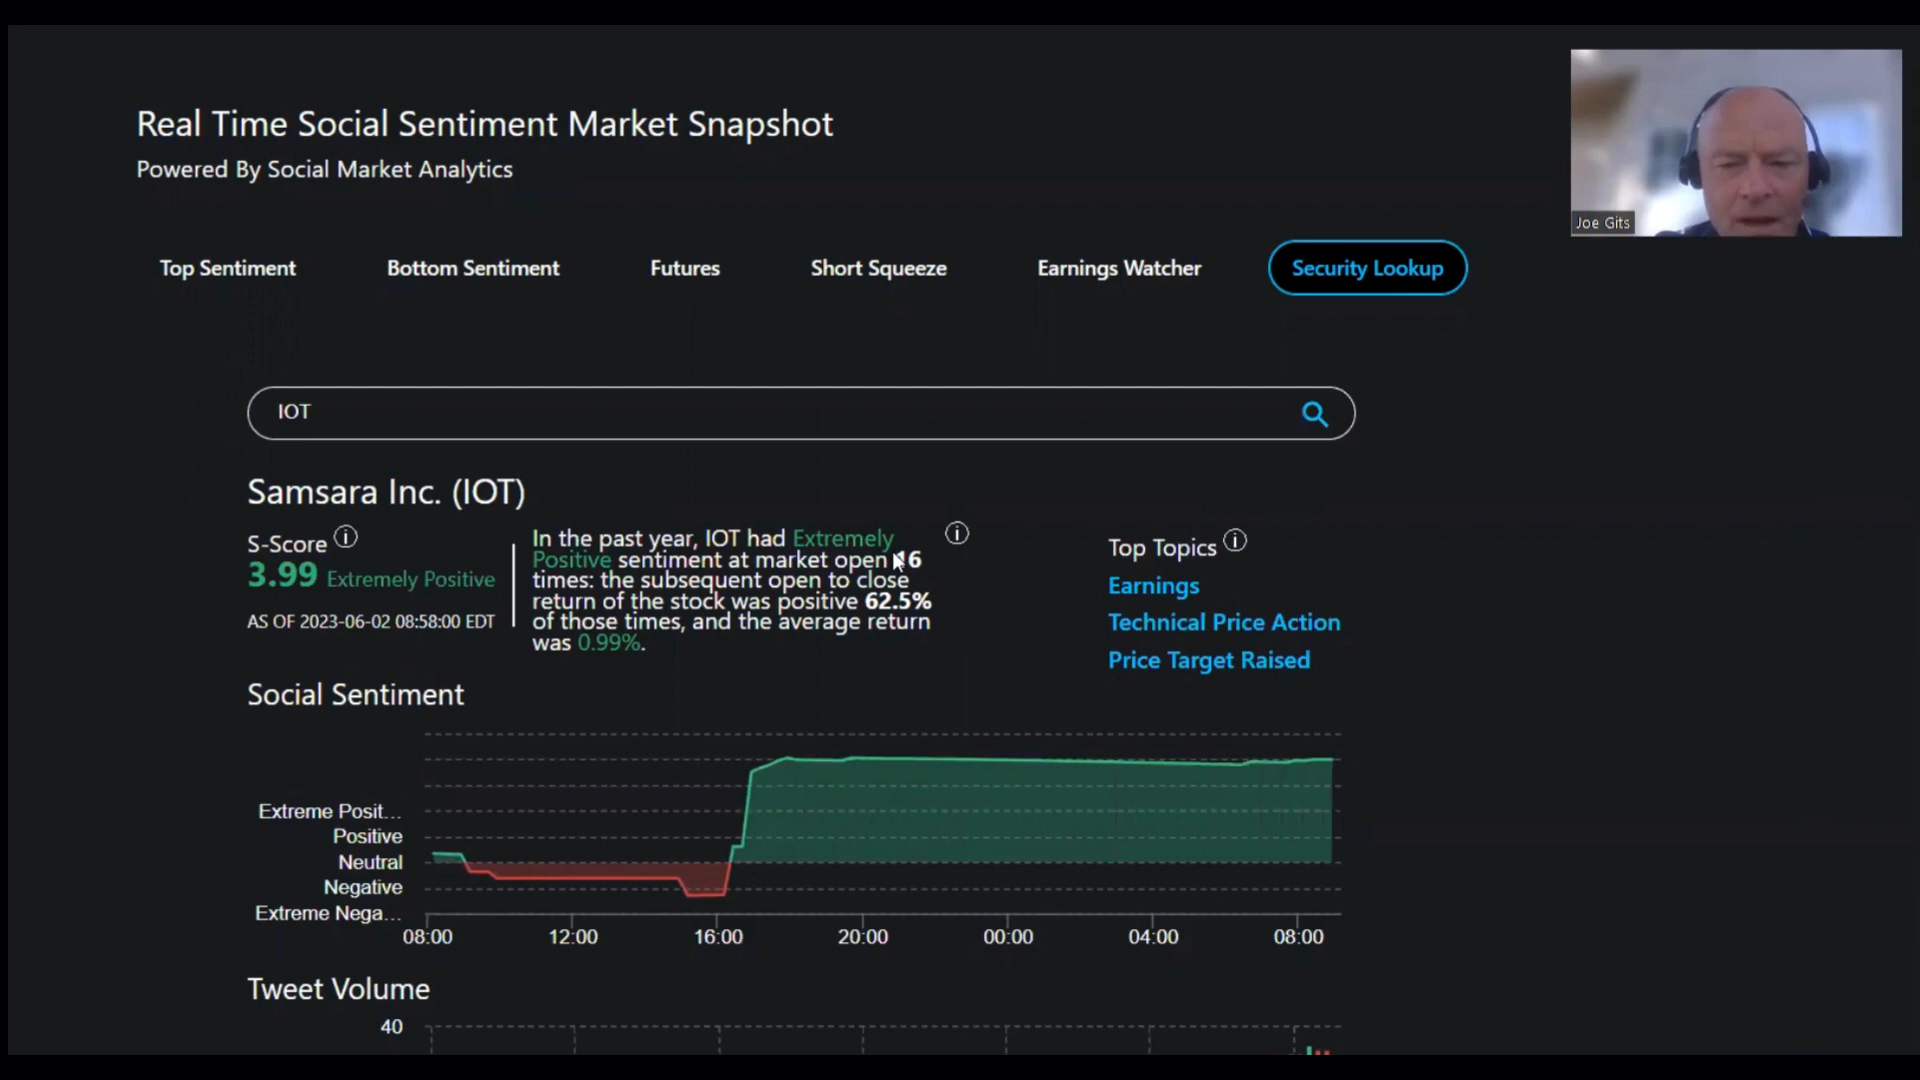 Real Time Social Sentiment Market Snapshot
Powered By Social Market Analytics
Joe Gits
Top Sentiment
Bottom Sentiment
Futures
Short Squeeze
Earnings Watcher
Security Lookup
IOT
Samsara Inc. (IOT)
S-Score
3.99 Extremely Positive
AS OF 2023-06-02 08:58:00 EDT
In the past year, IOT had Extremely
Positive sentiment at market open 16
times: the subsequent open to close
return of the stock was positive 62.5%
of those times, and the average return
was 0.99%.
Top Topics
Earnings
Technical Price Action
Price Target Raised
Social Sentiment
Extreme Posit...
Positive
Neutral
Negative
Extreme Nega...
08:00
12:00
16:00
20:00
00:00
04:00
08:00
Tweet Volume
40